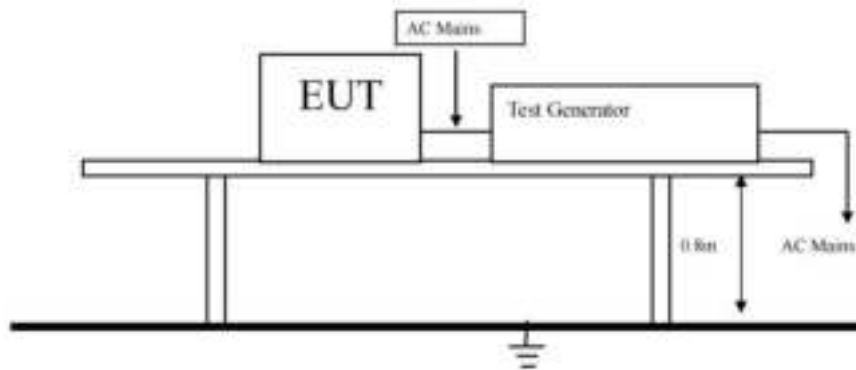 AC Mains
EUT
Test Generator
0.8m
AC Mains